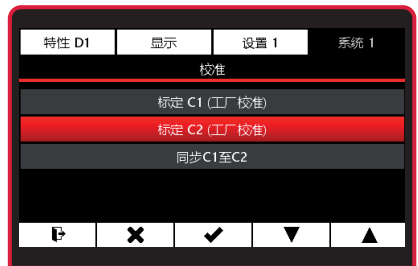 特性 D1 显示 设置 1 系统 1
校准
标定 C1 (工厂校准)
标定 C2 (工厂校准)
同步C1至C2